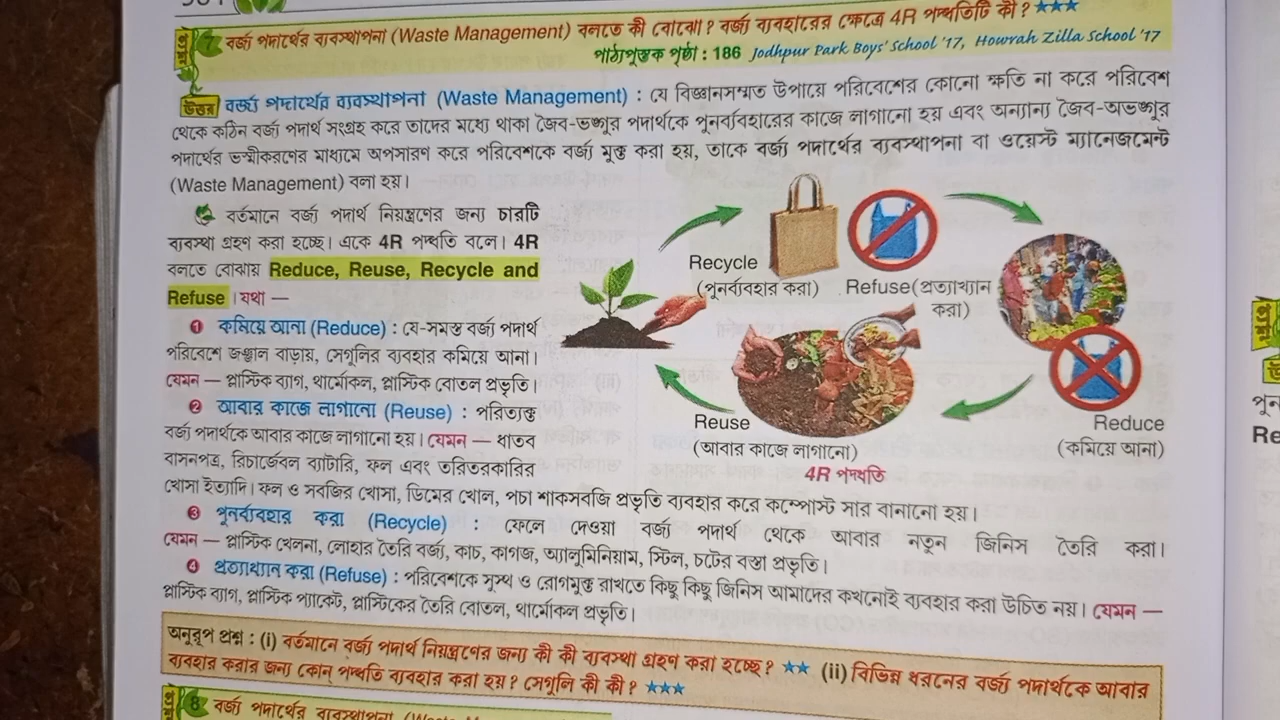 প্রশ্ন 7 বর্জ্য পদার্থের ব্যবস্থাপনা (Waste Management) বলতে কী বোঝো? বর্জ্য ব্যবহারের ক্ষেত্রে 4R পদ্ধতিটি কী? ★★★
পাঠ্যপুস্তক পৃষ্ঠা : 186 Jodhpur Park Boys' School '17, Howrah Zilla School '17
উত্তর বর্জ্য পদার্থের ব্যবস্থাপনা (Waste Management) : যে বিজ্ঞানসম্মত উপায়ে পরিবেশের কোনো ক্ষতি না করে পরিবেশ
থেকে কঠিন বর্জ্য পদার্থ সংগ্রহ করে তাদের মধ্যে থাকা জৈব-ভঙ্গুর পদার্থকে পুনর্ব্যবহারের কাজে লাগানো হয় এবং অন্যান্য জৈব-অভঙ্গুর
পদার্থের ভস্মীকরণের মাধ্যমে অপসারণ করে পরিবেশকে বর্জ্য মুক্ত করা হয়, তাকে বর্জ্য পদার্থের ব্যবস্থাপনা বা ওয়েস্ট ম্যানেজমেন্ট
(Waste Management) বলা হয়।
বর্তমানে বর্জ্য পদার্থ নিয়ন্ত্রণের জন্য চারটি
ব্যবস্থা গ্রহণ করা হচ্ছে। একে 4R পদ্ধতি বলে। 4R
বলতে বোঝায় Reduce, Reuse, Recycle and
Refuse । যথা —
❶ কমিয়ে আনা (Reduce) : যে-সমস্ত বর্জ্য পদার্থ
পরিবেশে জঞ্জাল বাড়ায়, সেগুলির ব্যবহার কমিয়ে আনা।
যেমন — প্লাস্টিক ব্যাগ, থার্মোকল, প্লাস্টিক বোতল প্রভৃতি।
❷ আবার কাজে লাগানো (Reuse) : পরিত্যক্ত
বর্জ্য পদার্থকে আবার কাজে লাগানো হয়। যেমন — ধাতব
বাসনপত্র, রিচার্জেবল ব্যাটারি, ফল এবং তরিতরকারির
খোসা ইত্যাদি। ফল ও সবজির খোসা, ডিমের খোল, পচা শাকসবজি প্রভৃতি ব্যবহার করে কম্পোস্ট সার বানানো হয়।
Recycle
(পুনর্ব্যবহার করা)
Refuse(প্রত্যাখ্যান
করা)
Reduce
(কমিয়ে আনা)
Reuse
(আবার কাজে লাগানো)
4R পদ্ধতি
❸ পুনর্ব্যবহার করা (Recycle) : ফেলে দেওয়া বর্জ্য পদার্থ থেকে আবার নতুন জিনিস তৈরি করা।
যেমন — প্লাস্টিক খেলনা, লোহার তৈরি বর্জ্য, কাচ, কাগজ, অ্যালুমিনিয়াম, স্টিল, চটের বস্তা প্রভৃতি।
❹ প্রত্যাখ্যান করা (Refuse) : পরিবেশকে সুস্থ ও রোগমুক্ত রাখতে কিছু কিছু জিনিস আমাদের কখনোই ব্যবহার করা উচিত নয়। যেমন —
প্লাস্টিক ব্যাগ, প্লাস্টিক প্যাকেট, প্লাস্টিকের তৈরি বোতল, থার্মোকল প্রভৃতি।
অনুরূপ প্রশ্ন : (i) বর্তমানে বর্জ্য পদার্থ নিয়ন্ত্রণের জন্য কী কী ব্যবস্থা গ্রহণ করা হচ্ছে? ★★ (ii) বিভিন্ন ধরনের বর্জ্য পদার্থকে আবার
ব্যবহার করার জন্য কোন্ পদ্ধতি ব্যবহার করা হয়? সেগুলি কী কী? ★★★
প্রশ্ন 8 বর্জ্য পদার্থের ব্যবস্থাপনা
পুন
Re